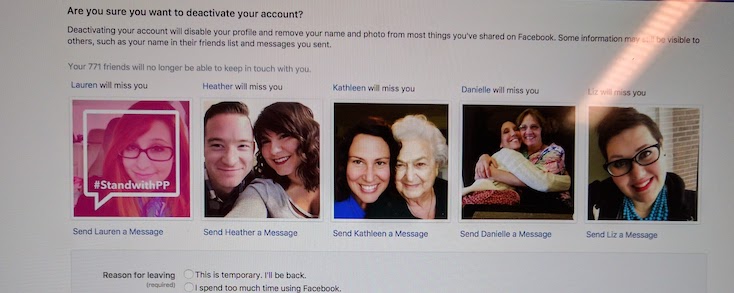 Are you sure you want to deactivate your account?
Deactivating your account will disable your profile and remove your name and photo from most things you've shared on Facebook. Some information may still be visible to
others, such as your name in their friends list and messages you sent.
Your 771 friends will no longer be able to keep in touch with you.
Lauren will miss you Heather will miss you Kathleen will miss you Danielle will miss you Liz will miss you
#StandwithPP
Send Lauren a Message Send Heather a Message Send Kathleen a Message Send Danielle a Message Send Liz a Message
Reason for leaving This is temporary. I'll be back.
(required) I spend too much time using Facebook.